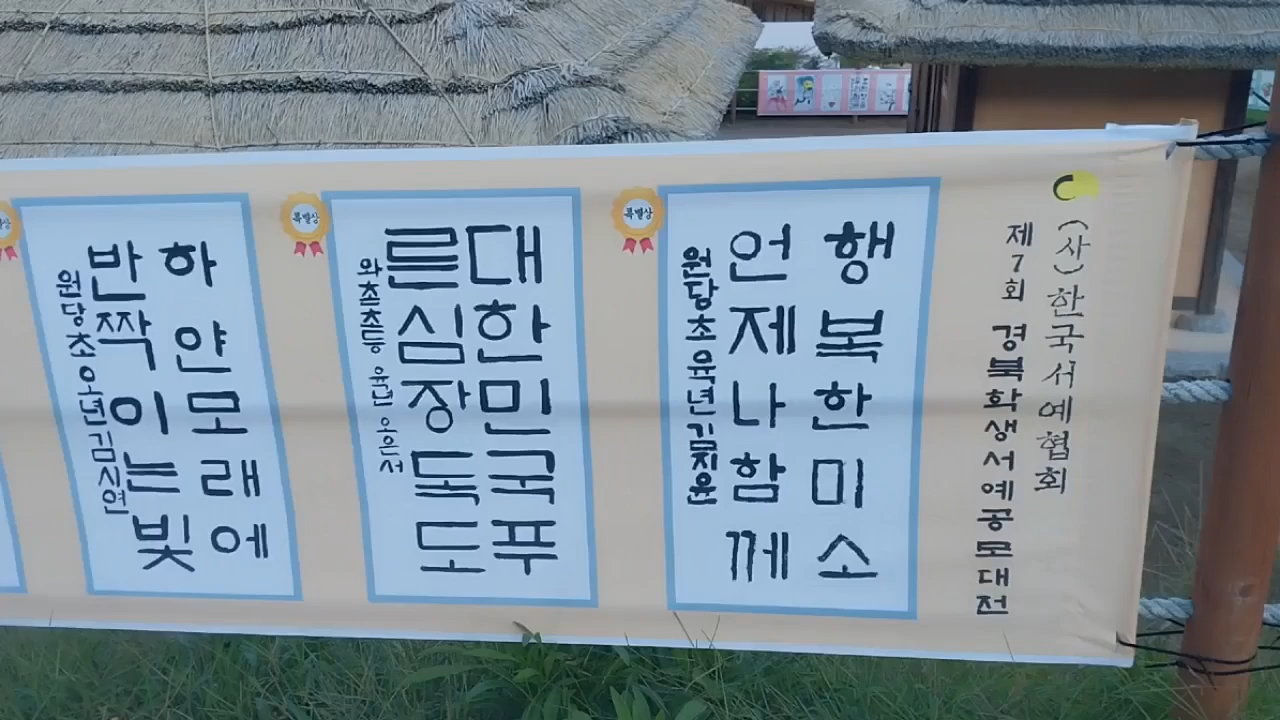 (사)한국서예협회
제7회 경북학생서예공모대전
특별상
행복한미소
언제나함께
원당초육년김지윤
특별상
대한민국푸
른심장독도
와촌초등 육년 오은서
상
하얀모래에
반짝이는빛
원당초오년김시연